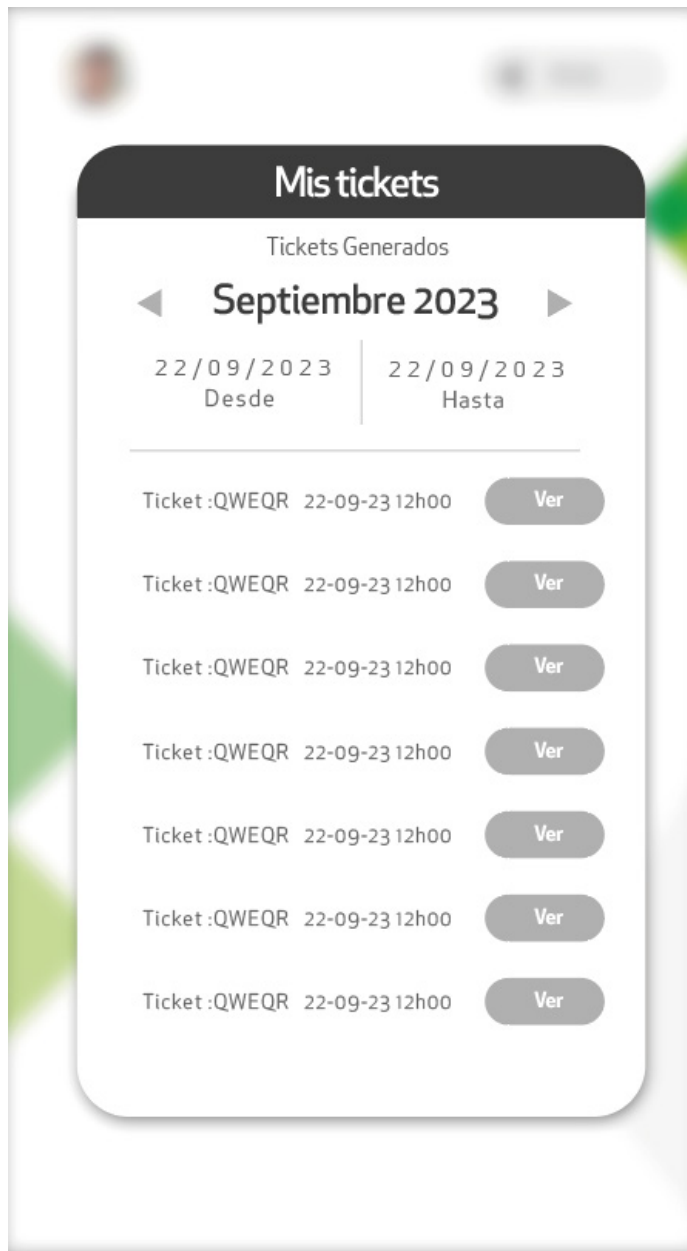 Mis tickets
Tickets Generados
Septiembre 2023
22/09/2023 22/09/2023
Desde Hasta
Ticket :QWEQR 22-09-23 12h00 Ver
Ticket :QWEQR 22-09-23 12h00 Ver
Ticket :QWEQR 22-09-23 12h00 Ver
Ticket :QWEQR 22-09-23 12h00 Ver
Ticket :QWEQR 22-09-23 12h00 Ver
Ticket :QWEQR 22-09-23 12h00 Ver
Ticket :QWEQR 22-09-23 12h00 Ver